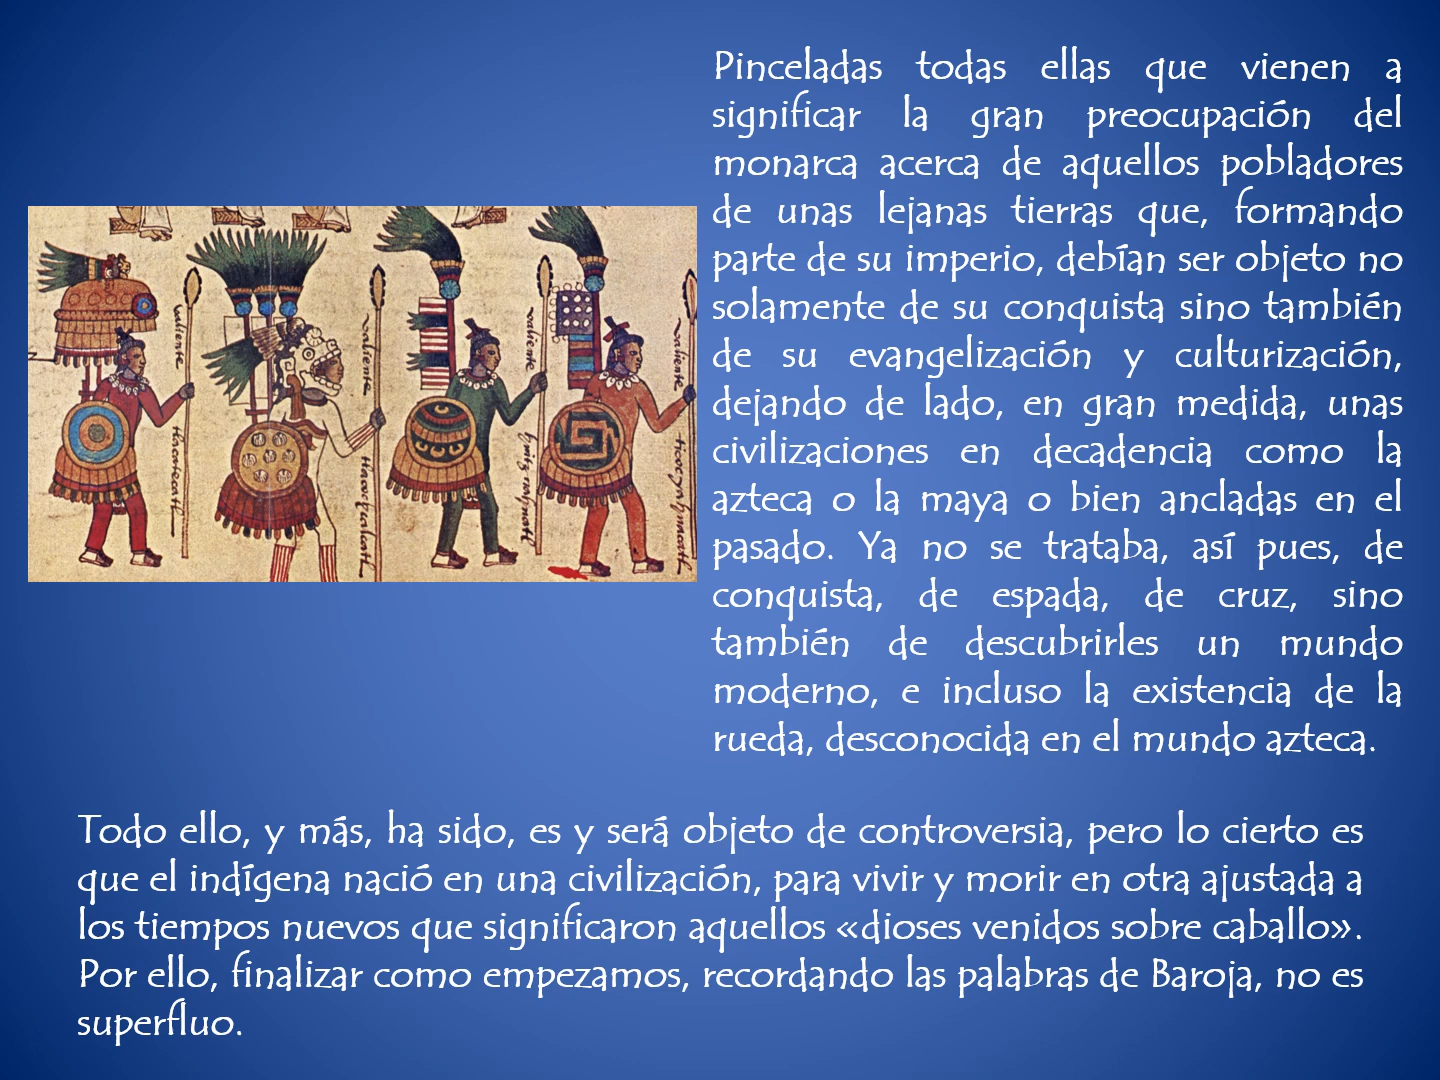 Pinceladas todas ellas que vienen a
significar la gran preocupación del
monarca acerca de aquellos pobladores
de unas lejanas tierras que, formando
parte de su imperio, debían ser objeto no
solamente de su conquista sino también
de su evangelización y culturización,
dejando de lado, en gran medida, unas
civilizaciones en decadencia como la
azteca o la maya o bien ancladas en el
pasado. Ya no se trataba, así pues, de
conquista, de espada, de cruz, sino
también de descubrirles un mundo
moderno, e incluso la existencia de la
rueda, desconocida en el mundo azteca.
valiente
valiente
valiente
valiente
Todo ello, y más, ha sido, es y será objeto de controversia, pero lo cierto es
que el indígena nació en una civilización, para vivir y morir en otra ajustada a
los tiempos nuevos que significaron aquellos «dioses venidos sobre caballo».
Por ello, finalizar como empezamos, recordando las palabras de Baroja, no es
superfluo.